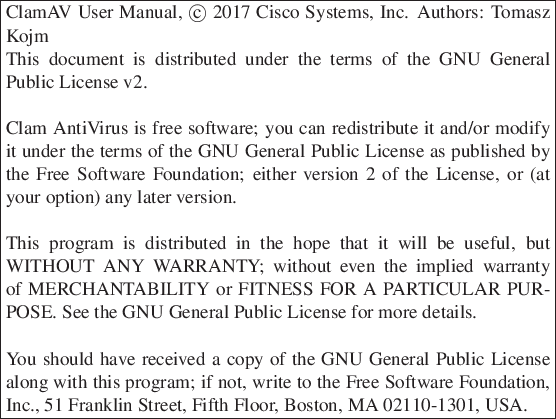 ClamAV User Manual, © 2017 Cisco Systems, Inc. Authors: Tomasz
Kojm
This document is distributed under the terms of the GNU General
Public License v2.
Clam AntiVirus is free software; you can redistribute it and/or modify
it under the terms of the GNU General Public License as published by
the Free Software Foundation; either version 2 of the License, or (at
your option) any later version.
This program is distributed in the hope that it will be useful, but
WITHOUT ANY WARRANTY; without even the implied warranty
of MERCHANTABILITY or FITNESS FOR A PARTICULAR PUR-
POSE. See the GNU General Public License for more details.
You should have received a copy of the GNU General Public License
along with this program; if not, write to the Free Software Foundation,
Inc., 51 Franklin Street, Fifth Floor, Boston, MA 02110-1301, USA.